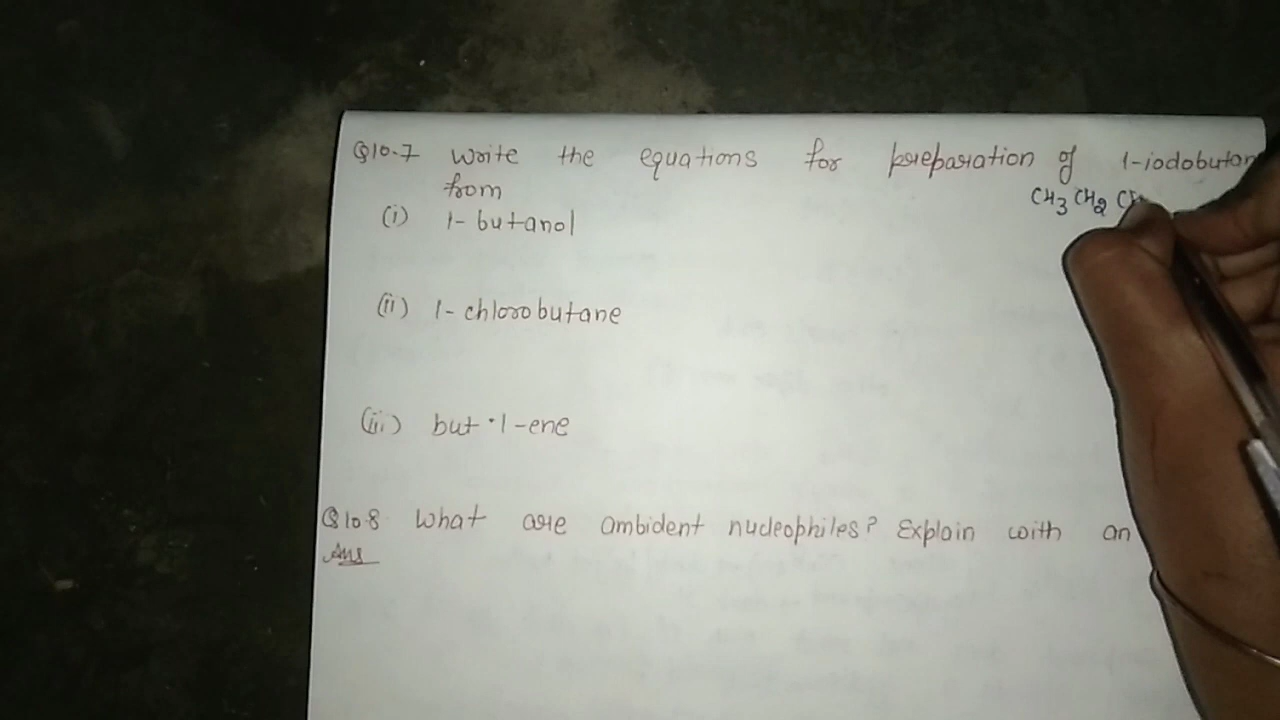 Q10.7 Write the equations for preparation of 1-iodobutan
from
CH3 CH2
(i) 1-butanol
(ii) 1-chlorobutane
(iii) but-1-ene
Q10.8 What are ambident nucleophiles? Explain with an
Ans